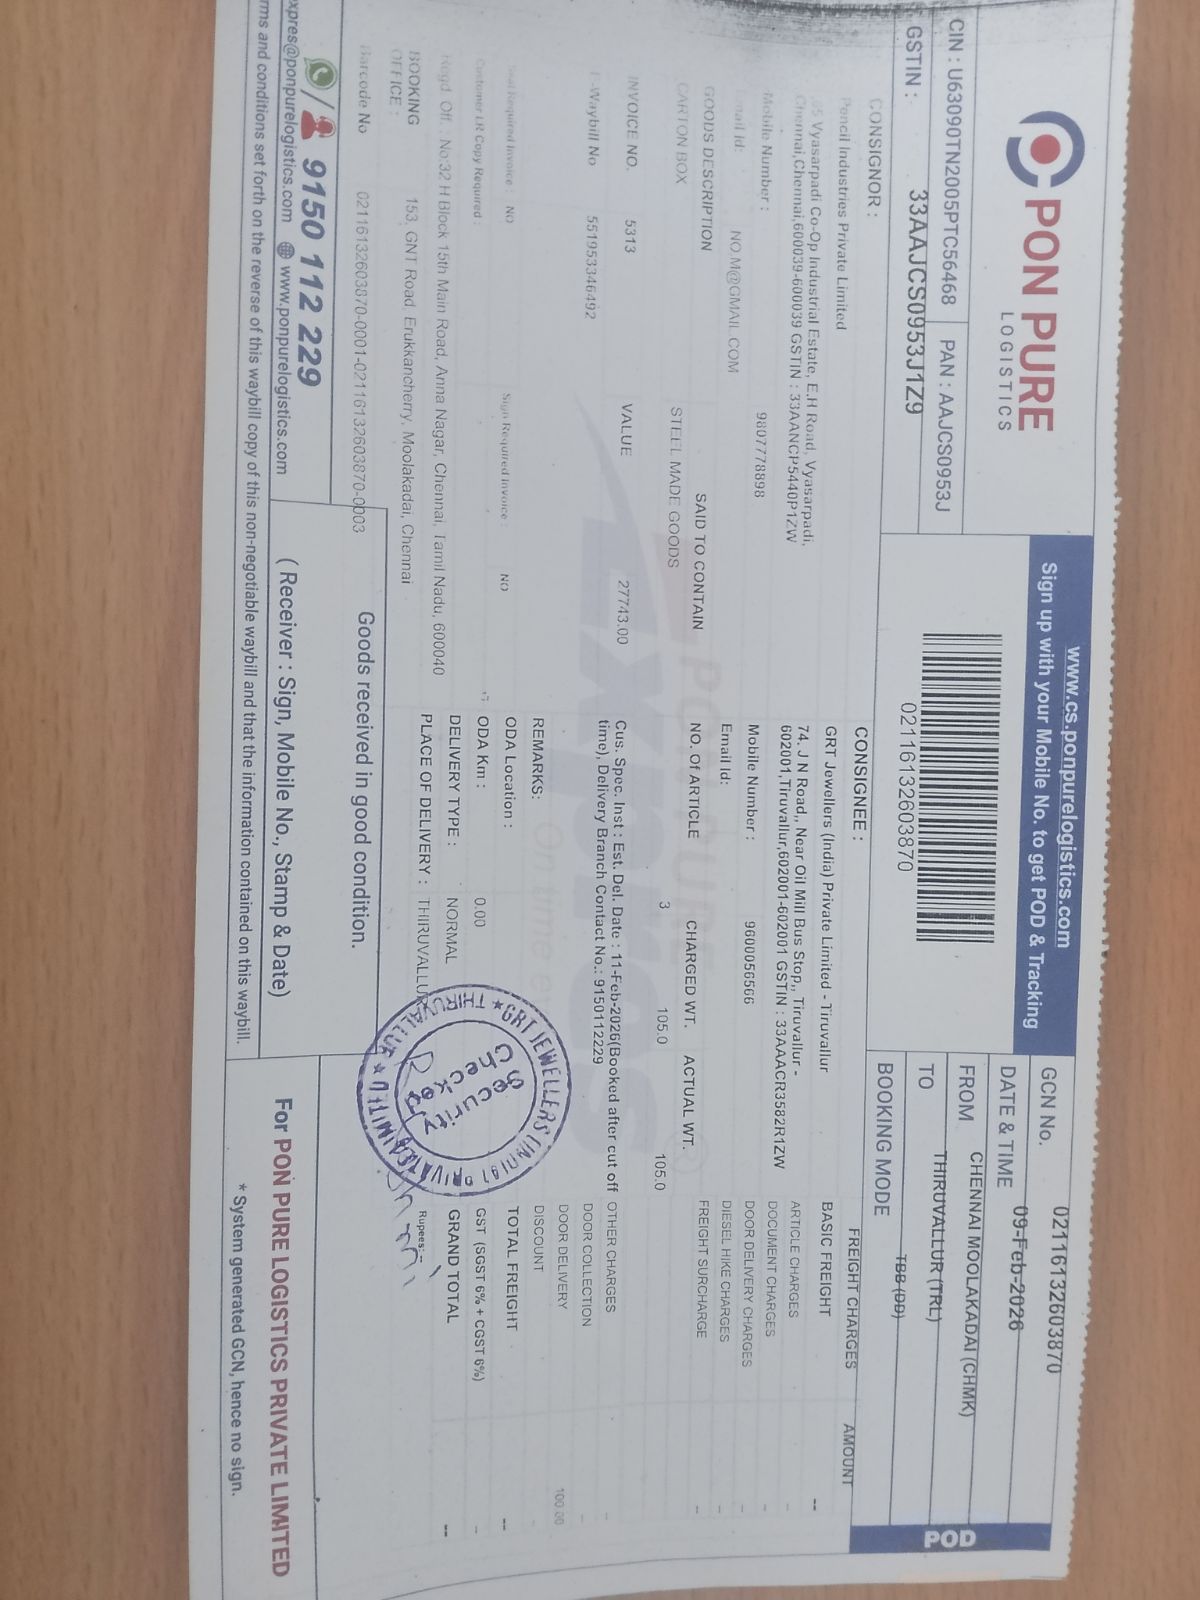 PON PURE
LOGISTICS
CIN : U63090TN2005PTC56468
PAN : AAJCS0953J
GSTIN : 33AAJCS0953J1Z9
www.cs.ponpurelogistics.com
Sign up with your Mobile No. to get POD & Tracking
02116132603870
GCN No. 02116132603870
DATE & TIME 09-Feb-2026
FROM CHENNAI MOOLAKADAI (CHMK)
TO THIRUVALLUR (TRL)
BOOKING MODE TBB (DD)
POD
CONSIGNOR :
Pencil Industries Private Limited
Vyasarpadi Co-Op Industrial Estate, E.H Road, Vyasarpadi,
Chennai,Chennai,600039-600039 GSTIN : 33AANCP5440P1ZW
Mobile Number : 9807778898
Email Id: NO.M@GMAIL.COM
GOODS DESCRIPTION SAID TO CONTAIN
CARTON BOX STEEL MADE GOODS
INVOICE NO. 5313 VALUE 27743.00
E-Waybill No 551953346492
Required Invoice : NO Sign Required Invoice : NO
Customer LR Copy Required :
Regd. Off. : No:32 H Block 15th Main Road, Anna Nagar, Chennai, Tamil Nadu, 600040
BOOKING OFFICE : 153, GNT Road, Erukkancherry, Moolakadai, Chennai
Barcode No 02116132603870-0001-02116132603870-0003
CONSIGNEE :
GRT Jewellers (India) Private Limited - Tiruvallur
74. J N Road,, Near Oil Mill Bus Stop,, Tiruvallur -
602001,Tiruvallur,602001-602001 GSTIN : 33AAACR3582R1ZW
Mobile Number : 9600056566
Email Id:
NO. Of ARTICLE CHARGED WT. ACTUAL WT.
3 105.0 105.0
Cus. Spec. Inst : Est. Del. Date : 11-Feb-2026(Booked after cut off
time), Delivery Branch Contact No.: 9150112229
REMARKS:
ODA Location :
ODA Km : 0.00
DELIVERY TYPE : NORMAL
PLACE OF DELIVERY : THIRUVALLUR
FREIGHT CHARGES AMOUNT
BASIC FREIGHT --
ARTICLE CHARGES -
DOCUMENT CHARGES -
DOOR DELIVERY CHARGES -
DIESEL HIKE CHARGES -
FREIGHT SURCHARGE -
OTHER CHARGES -
DOOR COLLECTION -
DOOR DELIVERY 100.00
DISCOUNT -
TOTAL FREIGHT --
GST (SGST 6% + CGST 6%) -
GRAND TOTAL --
Rupees:--
GRT JEWELLERS (INDIA) PRIVATE LIMITED
THIRUVALLUR
Security
Checked
9150 112 229
xpres@ponpurelogistics.com www.ponpurelogistics.com
Goods received in good condition.
( Receiver : Sign, Mobile No., Stamp & Date)
For PON PURE LOGISTICS PRIVATE LIMITED
* System generated GCN, hence no sign.
rms and conditions set forth on the reverse of this waybill copy of this non-negotiable waybill and that the information contained on this waybill.